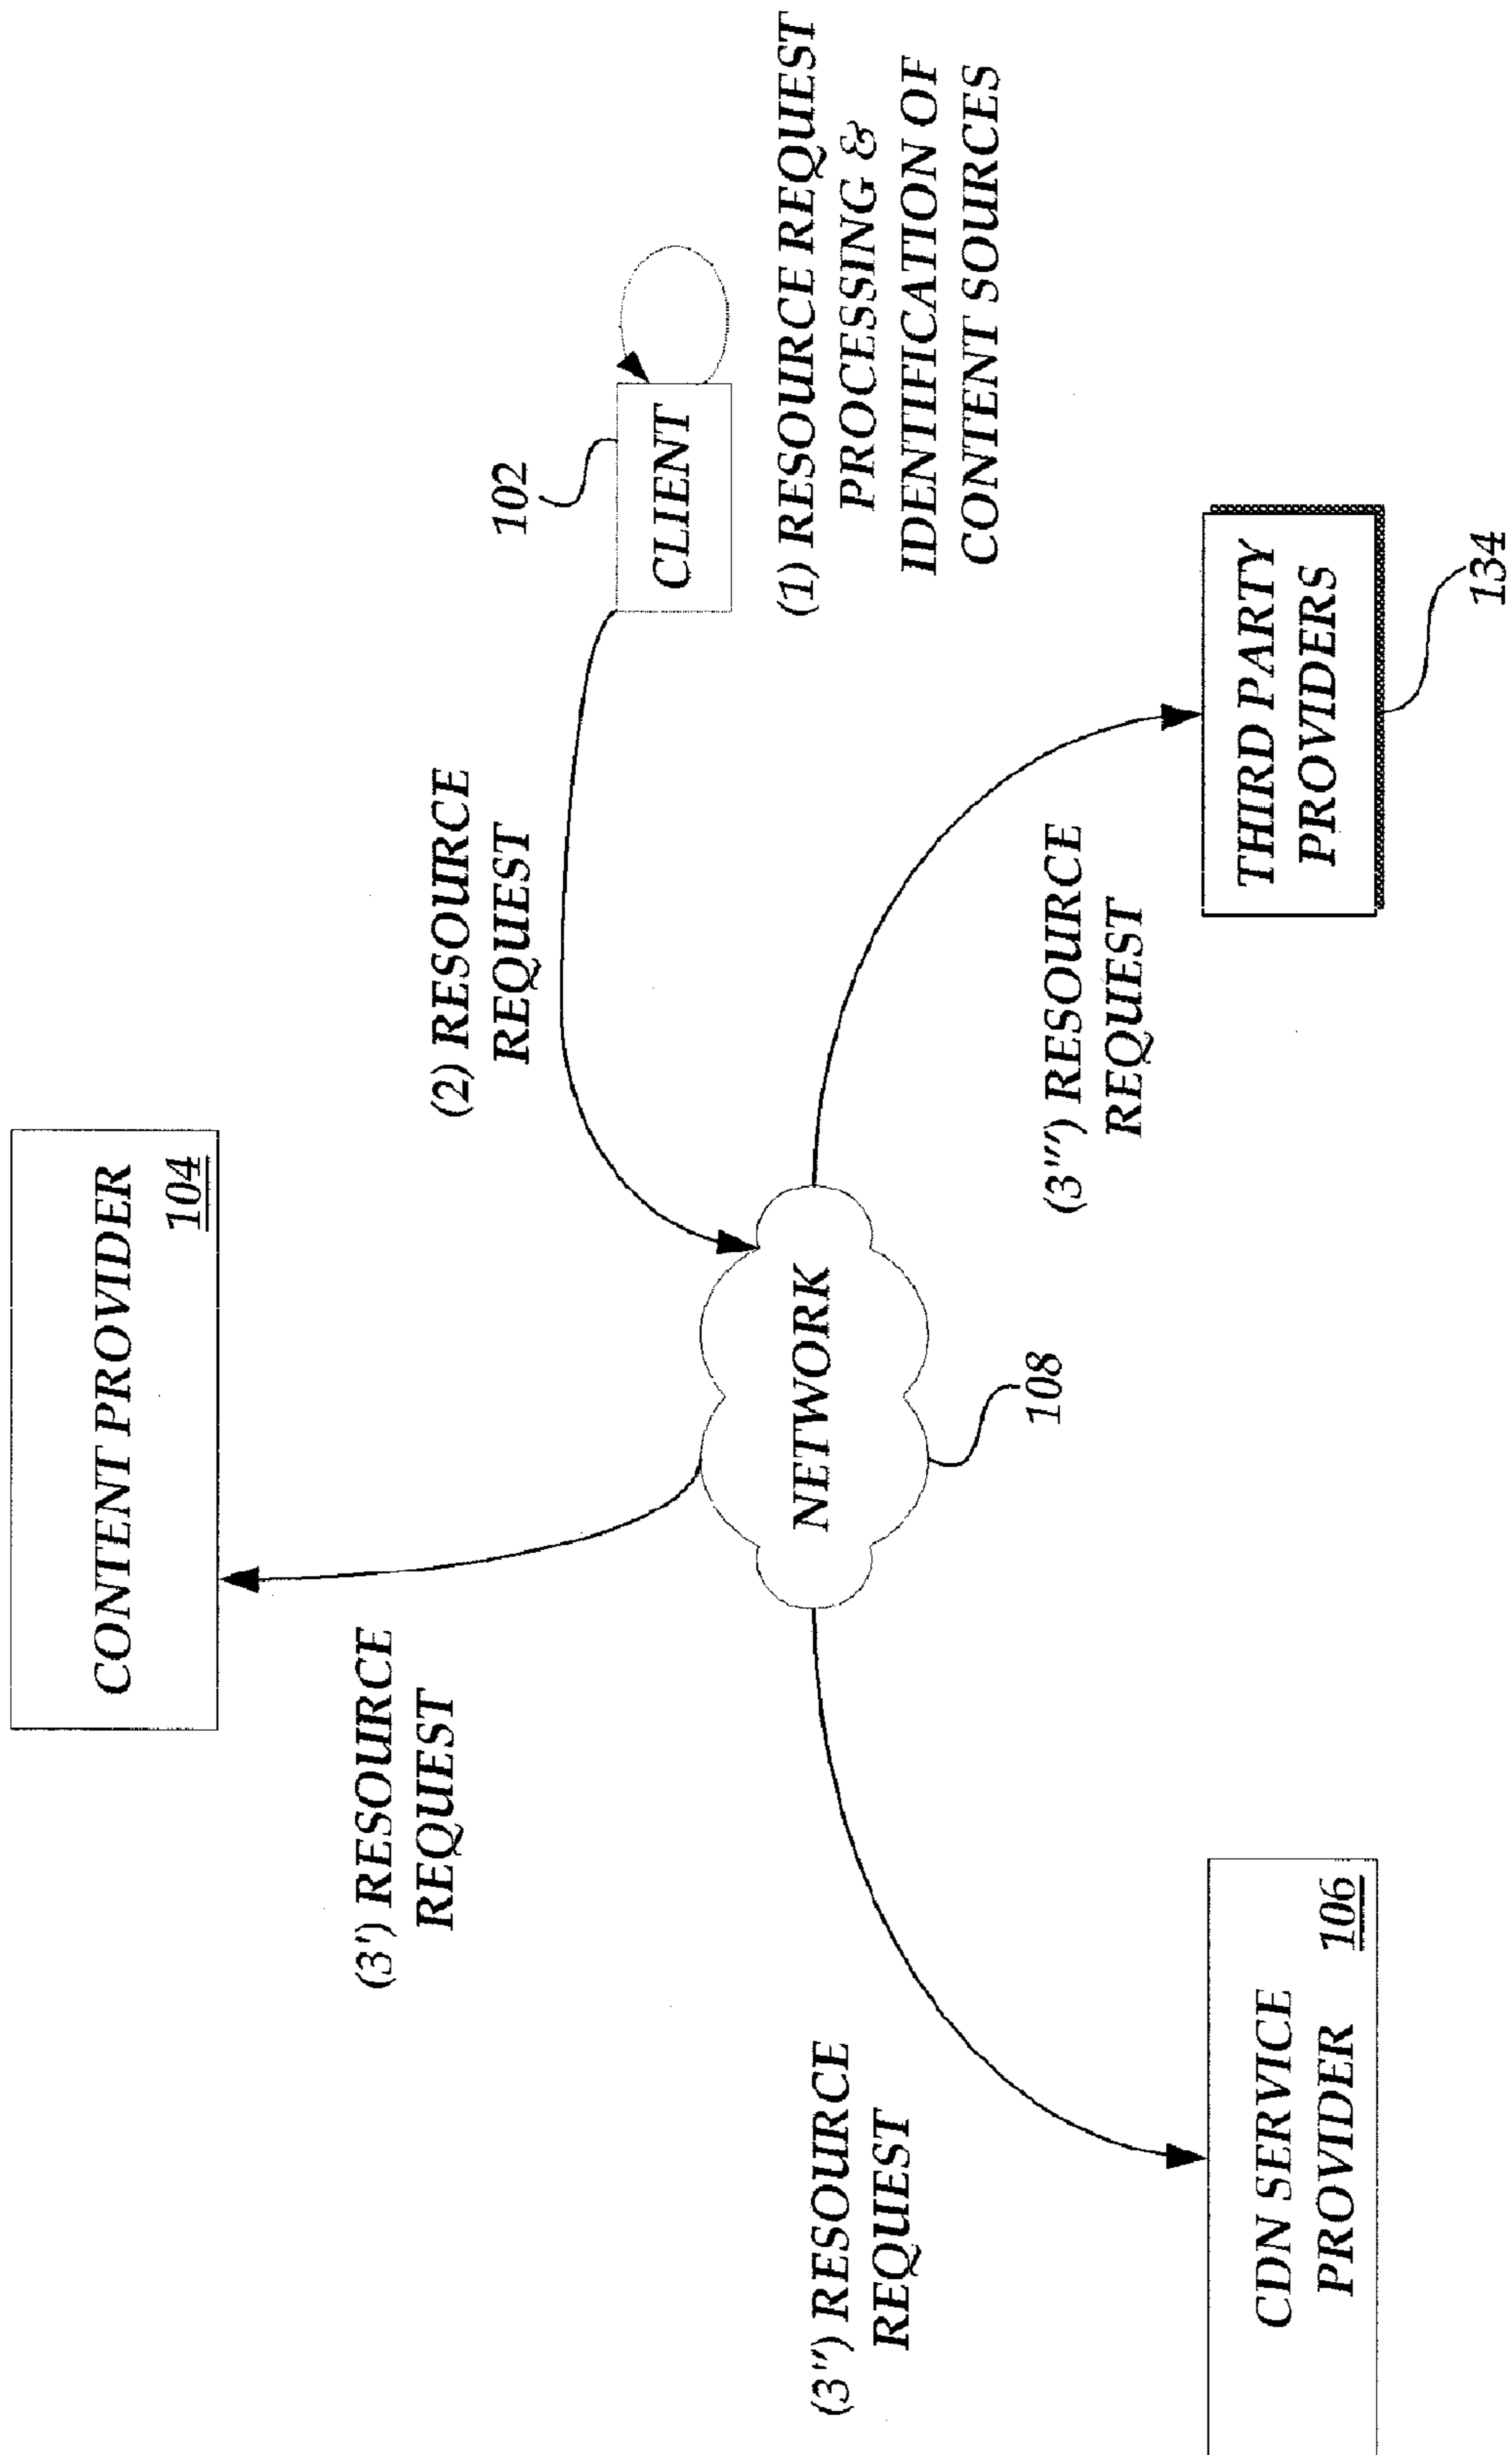 CONTENT PROVIDER
104
(3') RESOURCE
REQUEST
(2) RESOURCE
REQUEST
102
CLIENT
(1) RESOURCE REQUEST
PROCESSING &
IDENTIFICATION OF
CONTENT SOURCES
NETWORK
108
(3'') RESOURCE
REQUEST
(3''') RESOURCE
REQUEST
CDN SERVICE
PROVIDER
106
THIRD PARTY
PROVIDERS
134